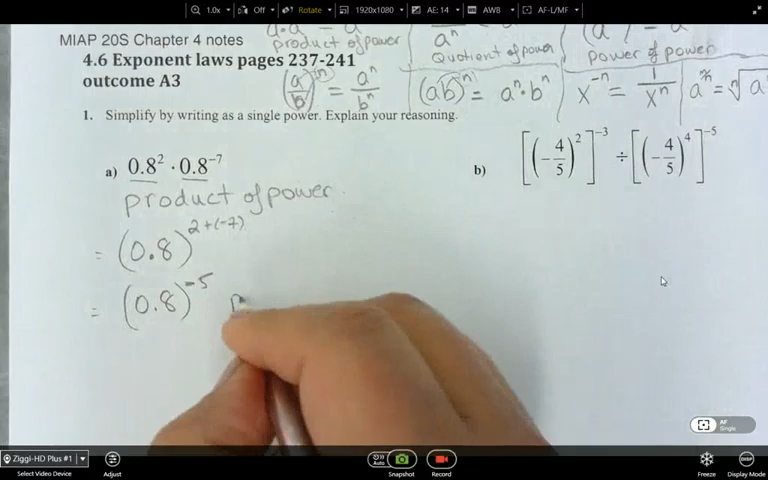 1.0x Off Rotate 1920x1080 AE: 14 AWB AF-L/MF
MIAP 20S Chapter 4 notes
product of power
Quotient of power
power of power
4.6 Exponent laws pages 237-241
outcome A3
(a/b)^(n) = a^n/b^n
(ab)^n = a^n · b^n
x^-n = 1/x^n
1. Simplify by writing as a single power. Explain your reasoning.
a) 0.8^2 · 0.8^-7
b) [(-4/5)^2]^-3 ÷ [(-4/5)^4]^-5
product of power
= (0.8)^2+(-7)
= (0.8)^-5
AF
Single
Ziggi-HD Plus #1
Auto
Select Video Device Adjust Snapshot Record Freeze Display Mode
DISP